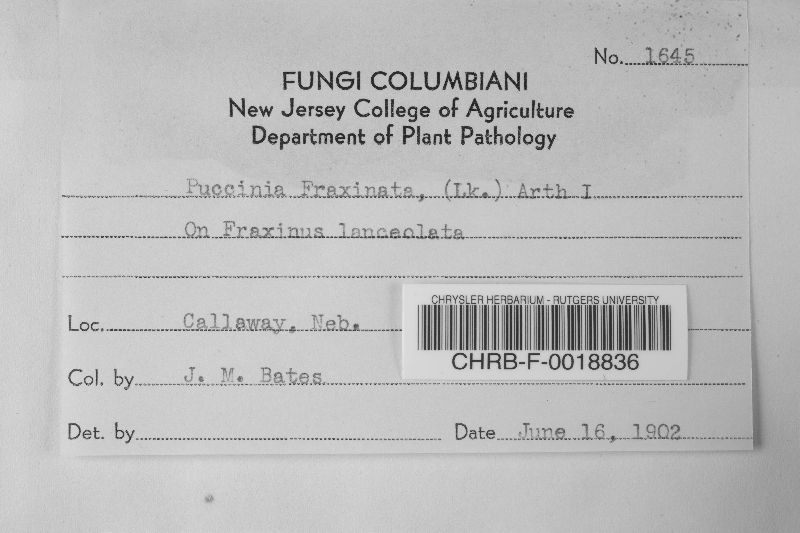 No. 1645
FUNGI COLUMBIANI
New Jersey College of Agriculture
Department of Plant Pathology
Puccinia Fraxinata, (Lk.) Arth I
On Fraxinus lanceolata
Loc. Callaway, Neb.
CHRYSLER HERBARIUM - RUTGERS UNIVERSITY
CHRB-F-0018836
Col. by J. M. Bates
Det. by
Date June 16, 1902